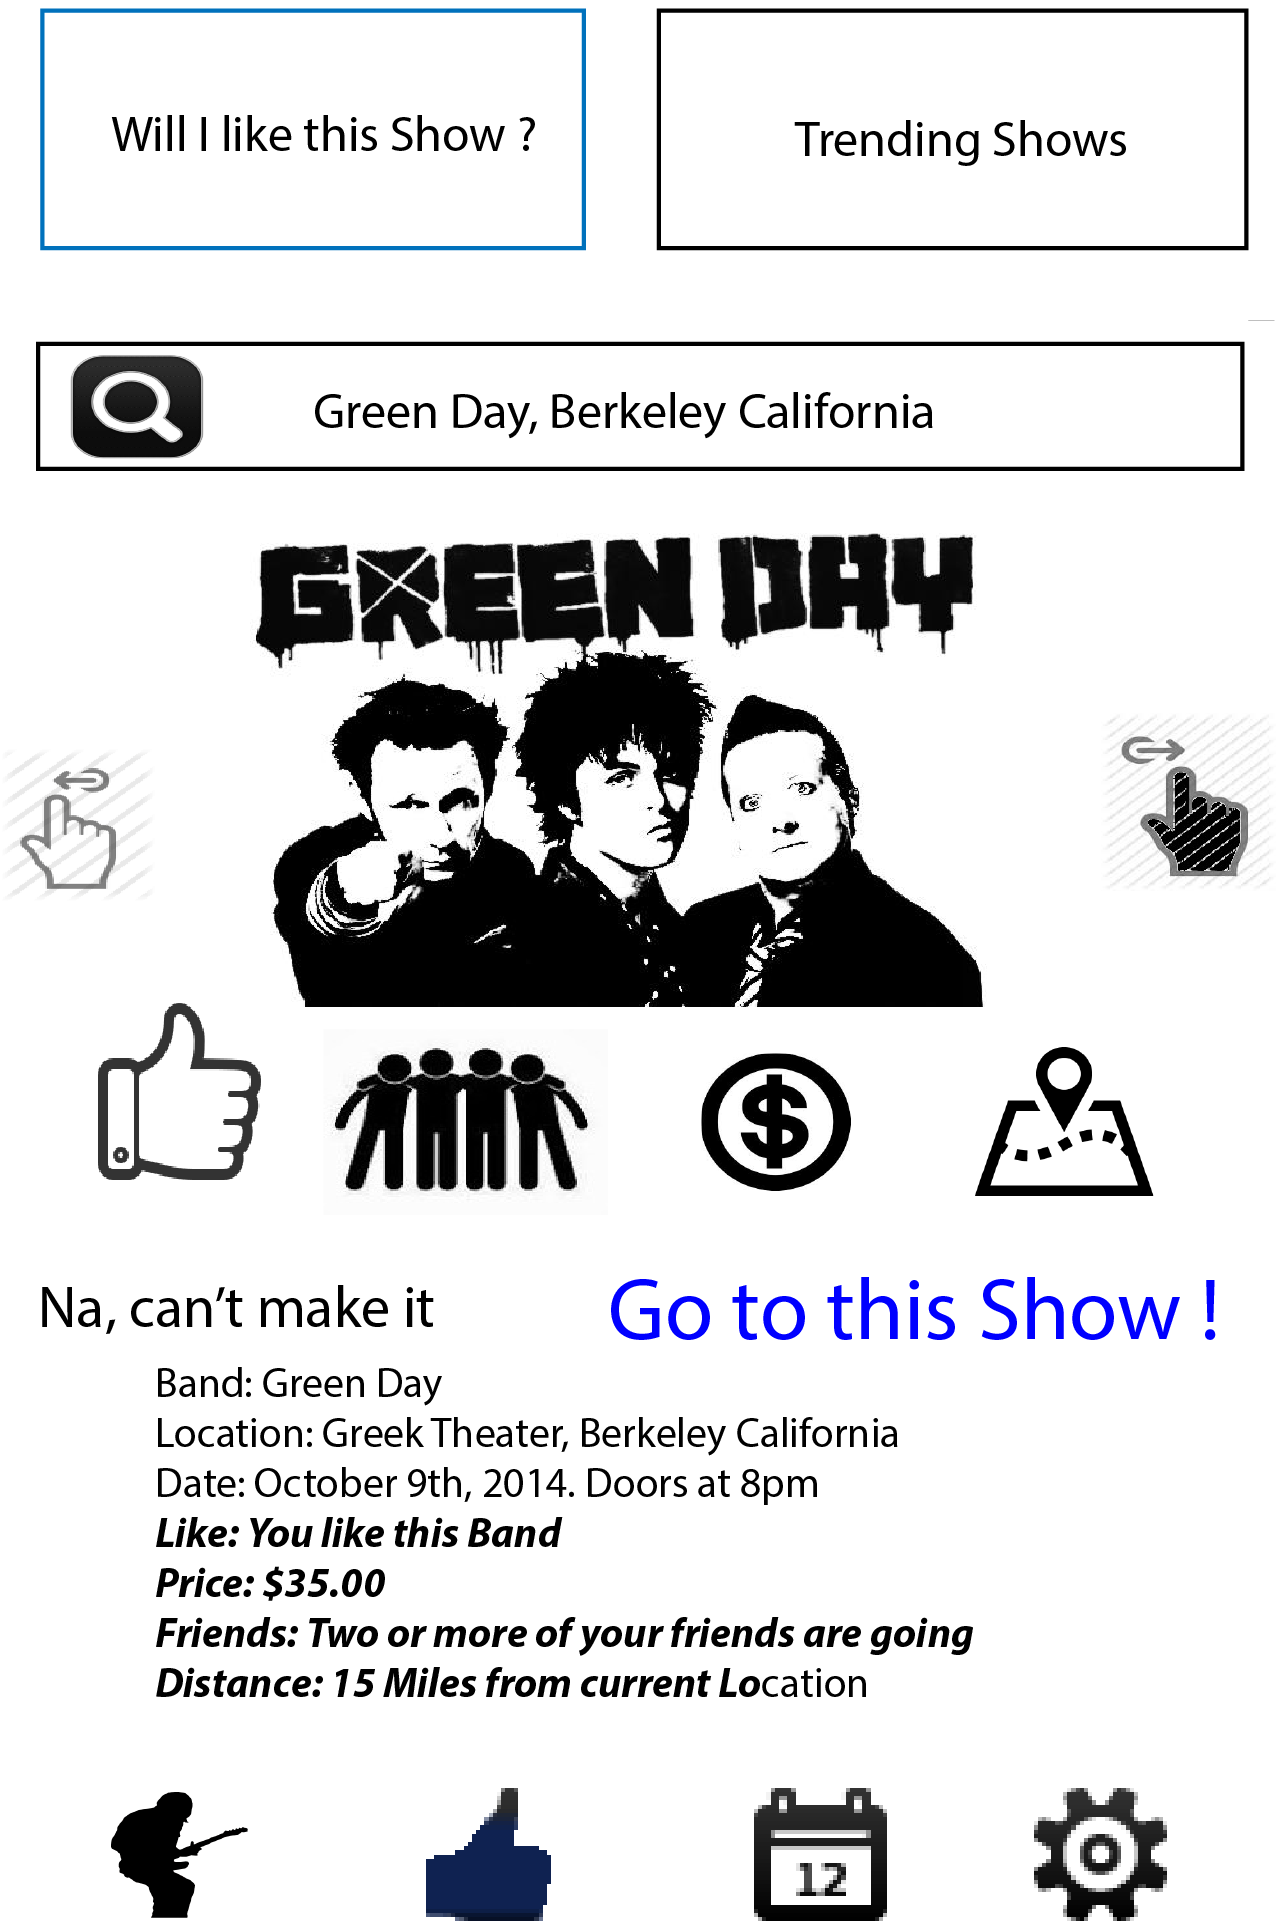 Will I like this Show ?
Trending Shows
Green Day, Berkeley California
GREEN DAY
Na, can't make it
Go to this Show !
Band: Green Day
Location: Greek Theater, Berkeley California
Date: October 9th, 2014. Doors at 8pm
Like: You like this Band
Price: $35.00
Friends: Two or more of your friends are going
Distance: 15 Miles from current Location
12